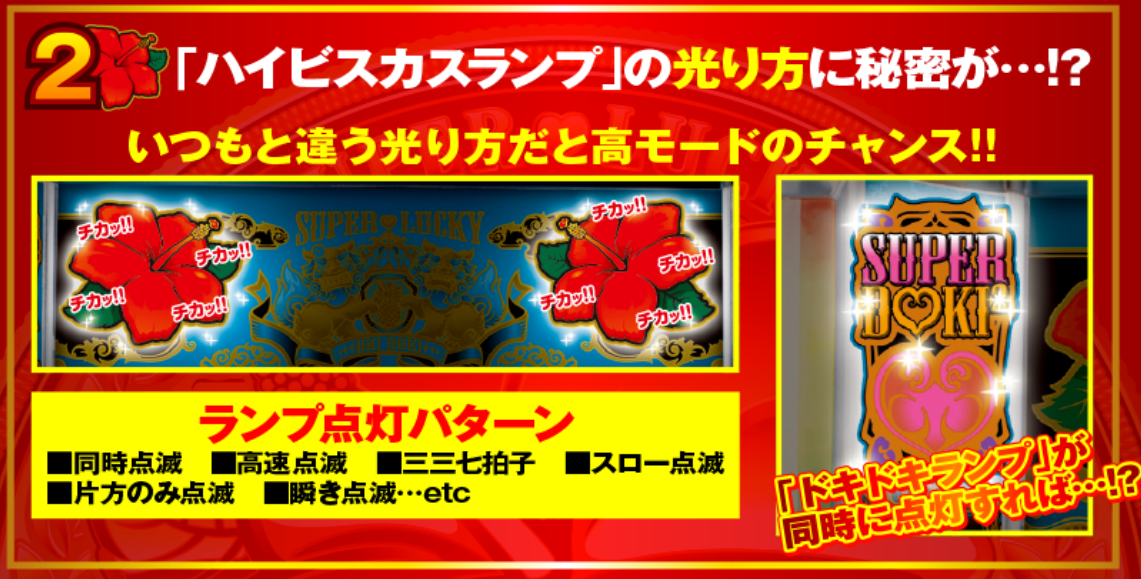 2
「ハイビスカスランプ」の光り方に秘密が…!?
いつもと違う光り方だと高モードのチャンス!!
チカッ!!
チカッ!!
チカッ!!
チカッ!!
SUPER LUCKY
チカッ!!
チカッ!!
チカッ!!
チカッ!!
SUPER
DOKI²
ランプ点灯パターン
■同時点滅 ■高速点滅 ■三三七拍子 ■スロー点滅
■片方のみ点滅 ■瞬き点滅…etc
「ドキドキランプ」が
同時に点灯すれば…!?